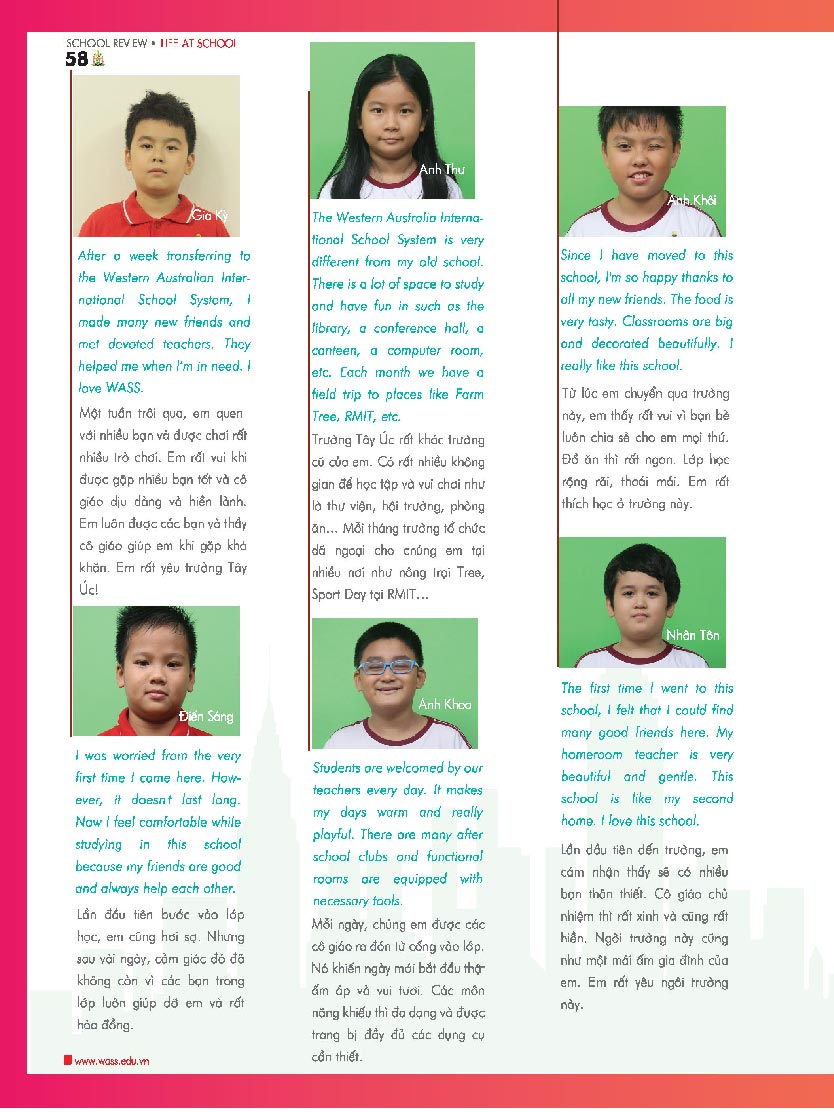 SCHOOL REVIEW • LIFE AT SCHOOL
58
Gia Kỳ
After a week transferring to
the Western Australian Inter-
national School System, I
made many new friends and
met devoted teachers. They
helped me when I'm in need. I
love WASS.
Một tuần trôi qua, em quen
với nhiều bạn và được chơi rất
nhiều trò chơi. Em rất vui khi
được gặp nhiều bạn tốt và cô
giáo dịu dàng và hiền lành.
Em luôn được các bạn và thầy
cô giáo giúp em khi gặp khó
khăn. Em rất yêu trường Tây
Úc!
Điền Sáng
I was worried from the very
first time I came here. How-
ever, it doesn't last long.
Now I feel comfortable while
studying in this school
because my friends are good
and always help each other.
Lần đầu tiên bước vào lớp
học, em cũng hơi sợ. Nhưng
sau vài ngày, cảm giác đó đã
không còn vì các bạn trong
lớp luôn giúp đỡ em và rất
hòa đồng.
Anh Thư
The Western Australia Interna-
tional School System is very
different from my old school.
There is a lot of space to study
and have fun in such as the
library, a conference hall, a
canteen, a computer room,
etc. Each month we have a
field trip to places like Farm
Tree, RMIT, etc.
Trường Tây Úc rất khác trường
cũ của em. Có rất nhiều không
gian để học tập và vui chơi như
là thư viện, hội trường, phòng
ăn... Mỗi tháng trường tổ chức
dã ngoại cho chúng em tại
nhiều nơi như nông trại Tree,
Sport Day tại RMIT...
Anh Khoa
Students are welcomed by our
teachers every day. It makes
my days warm and really
playful. There are many after
school clubs and functional
rooms are equipped with
necessary tools.
Mỗi ngày, chúng em được các
cô giáo ra đón từ cổng vào lớp.
Nó khiến ngày mới bắt đầu thật
ấm áp và vui tươi. Các môn
năng khiếu thì đa dạng và được
trang bị đầy đủ các dụng cụ
cần thiết.
Anh Khôi
Since I have moved to this
school, I'm so happy thanks to
all my new friends. The food is
very tasty. Classrooms are big
and decorated beautifully. I
really like this school.
Từ lúc em chuyển qua trường
này, em thấy rất vui vì bạn bè
luôn chia sẻ cho em mọi thứ.
Đồ ăn thì rất ngon. Lớp học
rộng rãi, thoải mái. Em rất
thích học ở trường này.
Nhân Tôn
The first time I went to this
school, I felt that I could find
many good friends here. My
homeroom teacher is very
beautiful and gentle. This
school is like my second
home. I love this school.
Lần đầu tiên đến trường, em
cảm nhận thấy sẽ có nhiều
bạn thân thiết. Cô giáo chủ
nhiệm thì rất xinh và cũng rất
hiền. Ngôi trường này cũng
như một mái ấm gia đình của
em. Em rất yêu ngôi trường
này.
www.wass.edu.vn